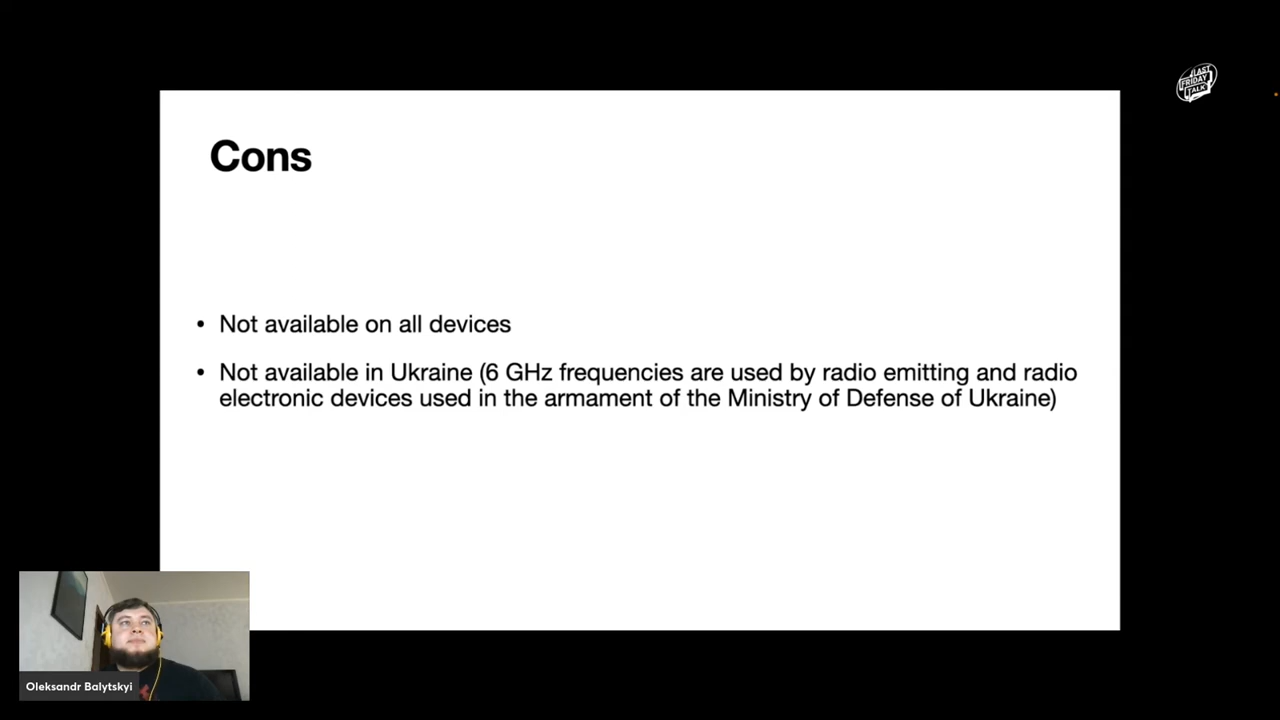 LAST
FRIDAY
TALK
Cons
• Not available on all devices
• Not available in Ukraine (6 GHz frequencies are used by radio emitting and radio
electronic devices used in the armament of the Ministry of Defense of Ukraine)
Oleksandr Balytskyi